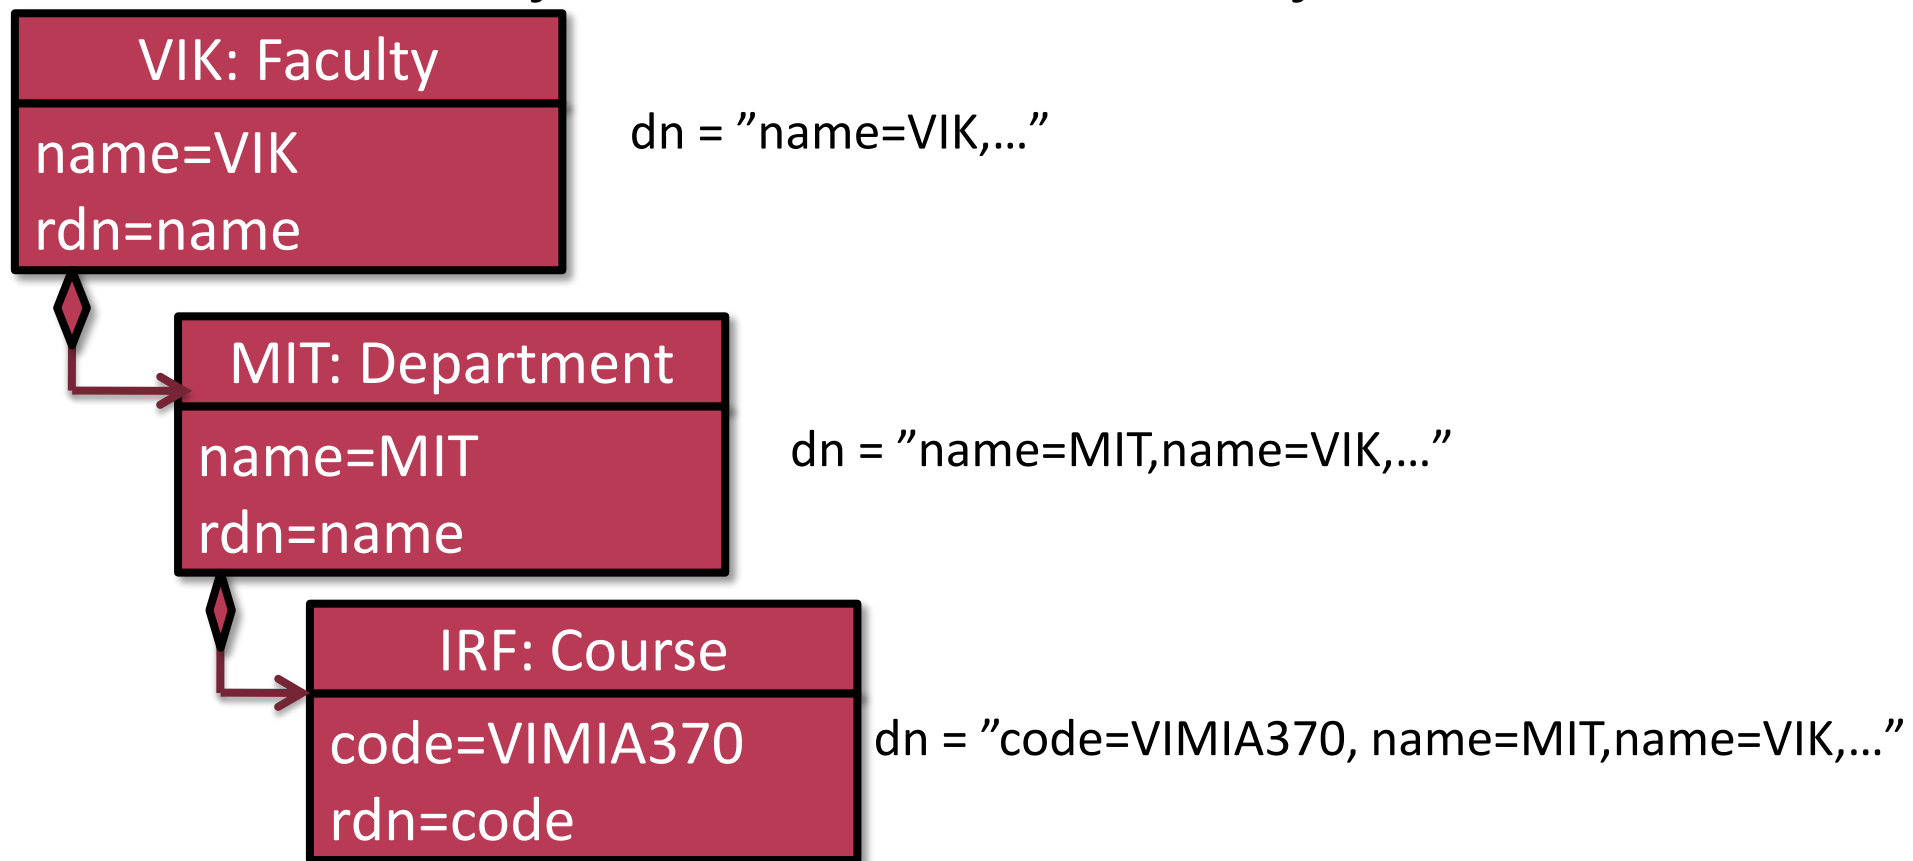 VIK: Faculty
name=VIK
rdn=name
dn = ”name=VIK,…”
MIT: Department
name=MIT
rdn=name
dn = ”name=MIT,name=VIK,…”
IRF: Course
code=VIMIA370
rdn=code
dn = ”code=VIMIA370, name=MIT,name=VIK,…”